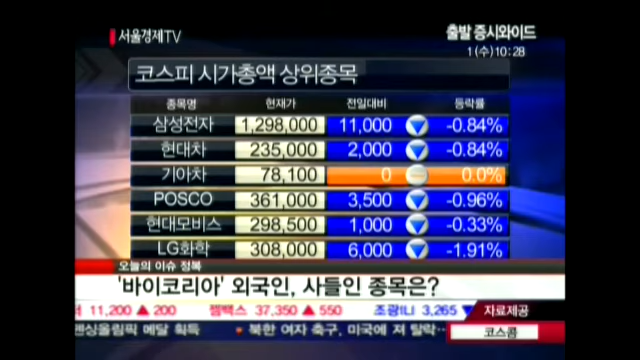 서울경제TV
출발 증시와이드
1 (수)10:28
코스피 시가총액 상위종목
종목명 현재가 전일대비 등락률
삼성전자 1,298,000 11,000 ▼ -0.84%
현대차 235,000 2,000 ▼ -0.84%
기아차 78,100 0 0.0%
POSCO 361,000 3,500 ▼ -0.96%
현대모비스 298,500 1,000 ▼ -0.33%
LG화학 308,000 6,000 ▼ -1.91%
오늘의 이슈 정복
'바이코리아' 외국인, 사들인 종목은?
11,200 ▲ 200 젬백스 37,350 ▲ 550 조광ILI 3,265 ▼
자료제공
메달 획득 북한 여자 축구, 미국에 져 탈락…
코스콤